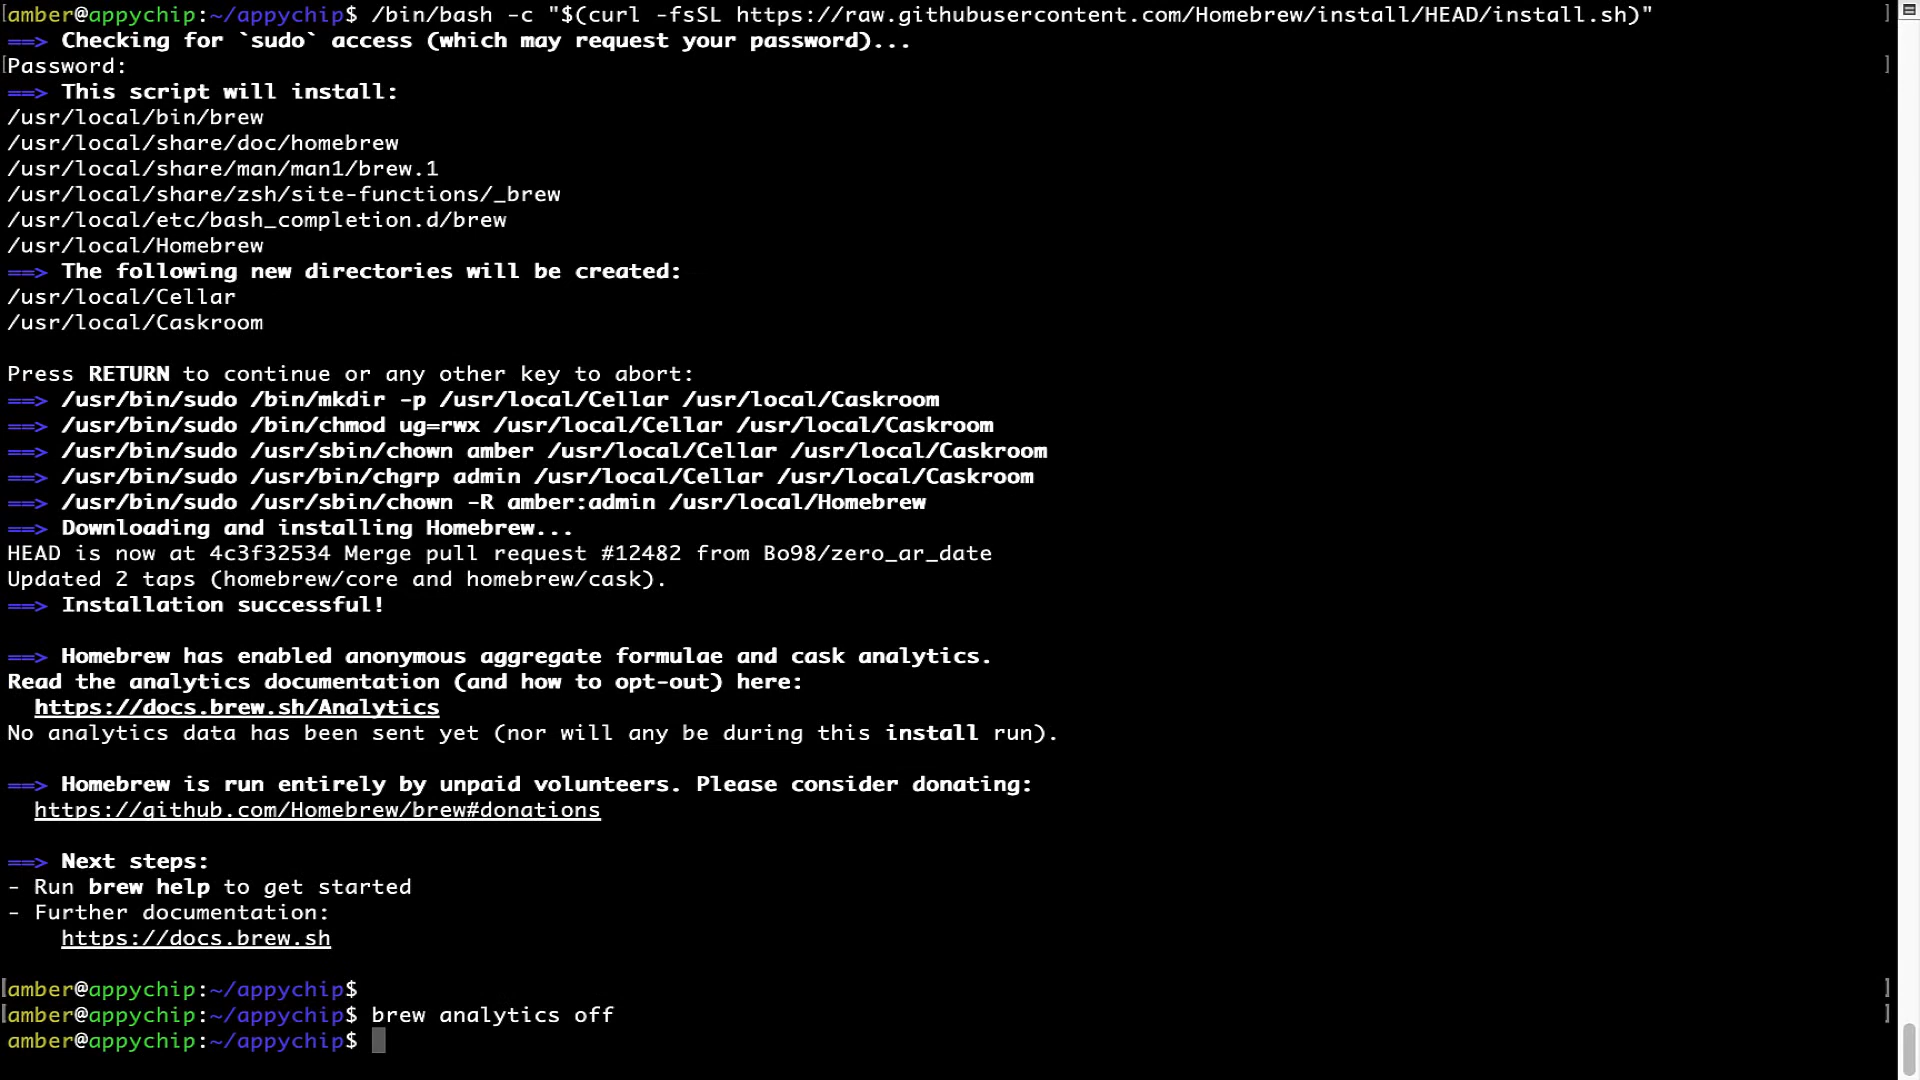 [amber@appychip:~/appychip$ /bin/bash -c "$(curl -fsSL https://raw.githubusercontent.com/Homebrew/install/HEAD/install.sh)" ]
==> Checking for `sudo` access (which may request your password)...
[Password: ]
==> This script will install:
/usr/local/bin/brew
/usr/local/share/doc/homebrew
/usr/local/share/man/man1/brew.1
/usr/local/share/zsh/site-functions/_brew
/usr/local/etc/bash_completion.d/brew
/usr/local/Homebrew
==> The following new directories will be created:
/usr/local/Cellar
/usr/local/Caskroom
Press RETURN to continue or any other key to abort:
==> /usr/bin/sudo /bin/mkdir -p /usr/local/Cellar /usr/local/Caskroom
==> /usr/bin/sudo /bin/chmod ug=rwx /usr/local/Cellar /usr/local/Caskroom
==> /usr/bin/sudo /usr/sbin/chown amber /usr/local/Cellar /usr/local/Caskroom
==> /usr/bin/sudo /usr/bin/chgrp admin /usr/local/Cellar /usr/local/Caskroom
==> /usr/bin/sudo /usr/sbin/chown -R amber:admin /usr/local/Homebrew
==> Downloading and installing Homebrew...
HEAD is now at 4c3f32534 Merge pull request #12482 from Bo98/zero_ar_date
Updated 2 taps (homebrew/core and homebrew/cask).
==> Installation successful!
==> Homebrew has enabled anonymous aggregate formulae and cask analytics.
Read the analytics documentation (and how to opt-out) here:
https://docs.brew.sh/Analytics
No analytics data has been sent yet (nor will any be during this install run).
==> Homebrew is run entirely by unpaid volunteers. Please consider donating:
https://github.com/Homebrew/brew#donations
==> Next steps:
- Run brew help to get started
- Further documentation:
https://docs.brew.sh
[amber@appychip:~/appychip$ ]
[amber@appychip:~/appychip$ brew analytics off ]
amber@appychip:~/appychip$